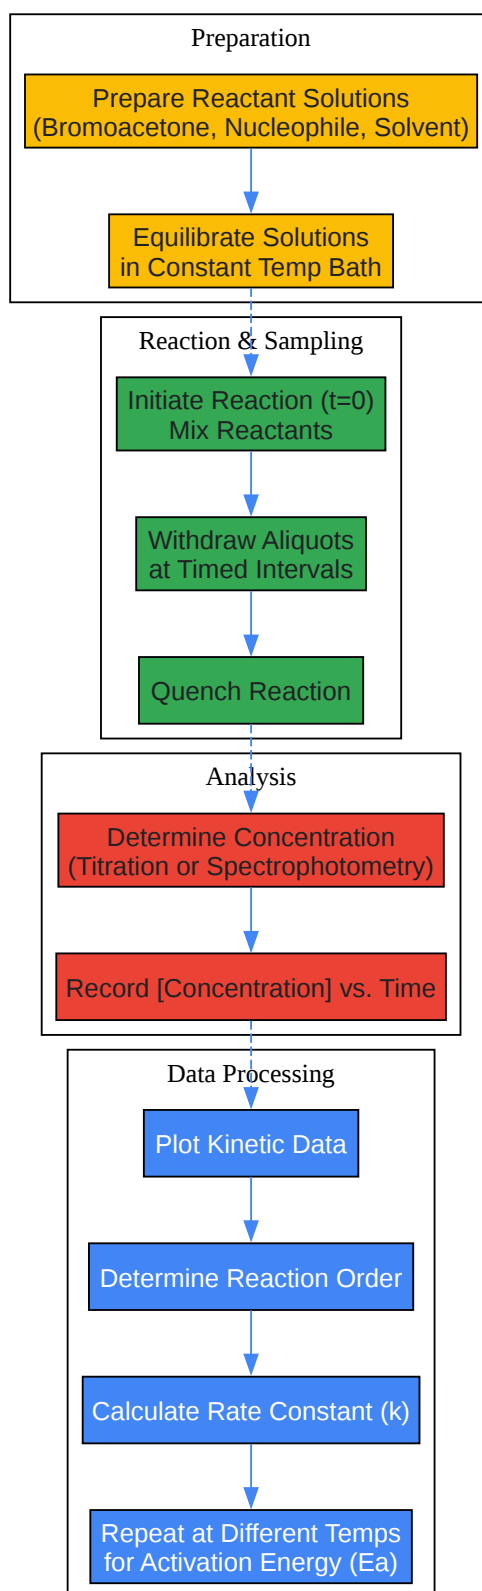 Preparation
Prepare Reactant Solutions
(Bromoacetone, Nucleophile, Solvent)
Equilibrate Solutions
in Constant Temp Bath
Reaction & Sampling
Initiate Reaction (t=0)
Mix Reactants
Withdraw Aliquots
at Timed Intervals
Quench Reaction
Analysis
Determine Concentration
(Titration or Spectrophotometry)
Record [Concentration] vs. Time
Data Processing
Plot Kinetic Data
Determine Reaction Order
Calculate Rate Constant (k)
Repeat at Different Temps
for Activation Energy (Ea)